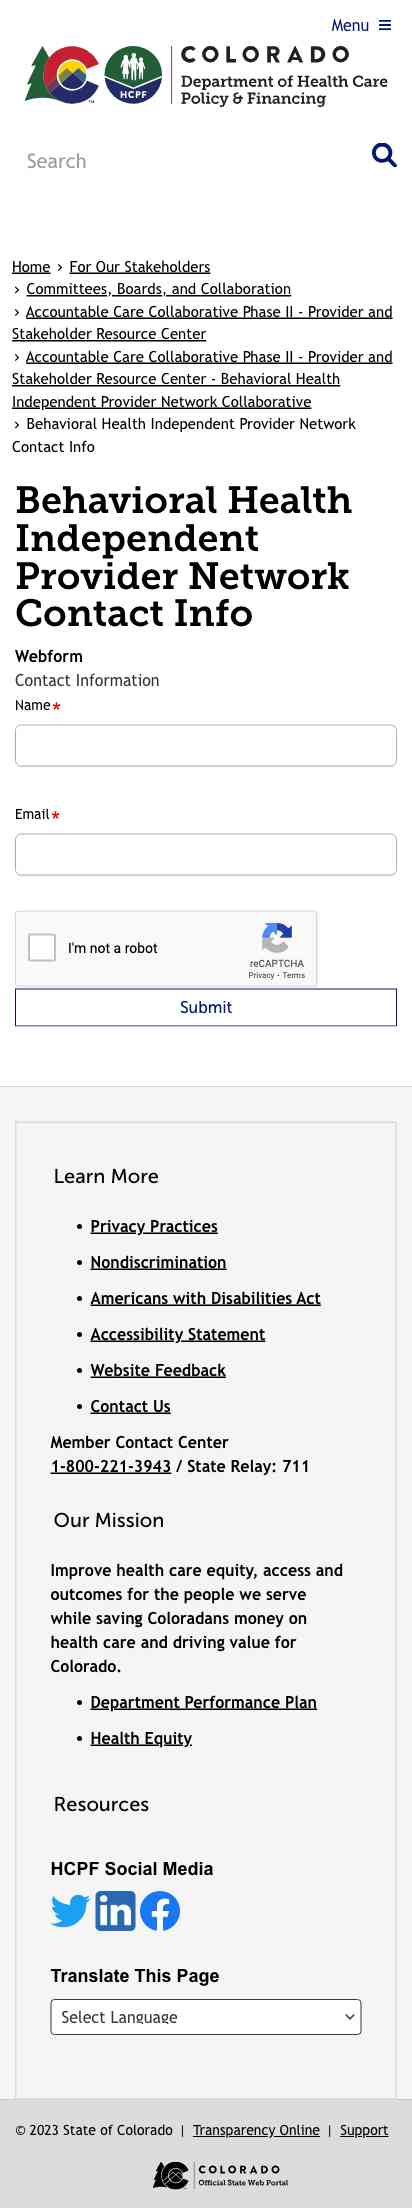 Menu
COLORADO
Department of Health Care
Policy & Financing
HCPF
Search
Home › For Our Stakeholders
› Committees, Boards, and Collaboration
› Accountable Care Collaborative Phase II - Provider and
Stakeholder Resource Center
› Accountable Care Collaborative Phase II - Provider and
Stakeholder Resource Center - Behavioral Health
Independent Provider Network Collaborative
› Behavioral Health Independent Provider Network
Contact Info
Behavioral Health
Independent
Provider Network
Contact Info
Webform
Contact Information
Name*
Email*
I'm not a robot
reCAPTCHA
Privacy - Terms
Submit
Learn More
• Privacy Practices
• Nondiscrimination
• Americans with Disabilities Act
• Accessibility Statement
• Website Feedback
• Contact Us
Member Contact Center
1-800-221-3943 / State Relay: 711
Our Mission
Improve health care equity, access and
outcomes for the people we serve
while saving Coloradans money on
health care and driving value for
Colorado.
• Department Performance Plan
• Health Equity
Resources
HCPF Social Media
Translate This Page
Select Language
© 2023 State of Colorado | Transparency Online | Support
COLORADO
Official State Web Portal